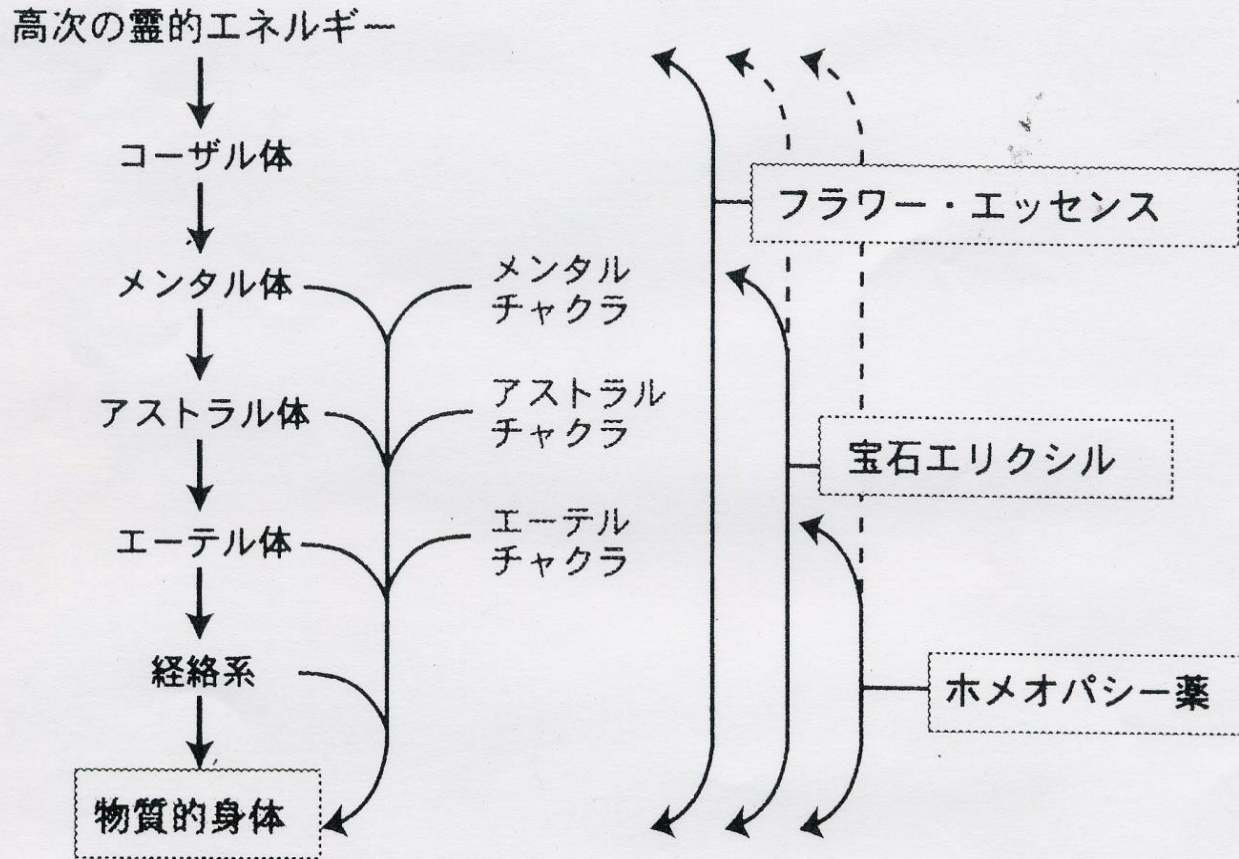 高次の靈的エネルギー
コーザル体
メンタル体
アストラル体
エーテル体
経絡系
物質的身体
メンタル
チャクラ
アストラル
チャクラ
エーテル
チャクラ
フラワー・エッセンス
宝石エリクシル
ホメオパシー薬